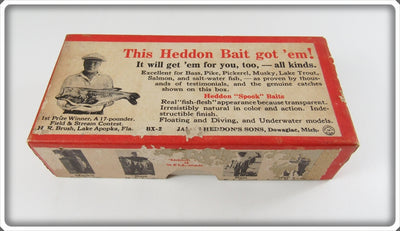 This Heddon Bait got 'em!
It will get 'em for you, too, — all kinds.
Excellent for Bass, Pike, Pickerel, Musky, Lake Trout,
Salmon, and salt-water fish, — as proven by thous-
ands of testimonials, and the genuine catches
shown on this box.
Heddon "Spook" Baits
Real "fish-flesh" appearance because transparent.
Irresistibly natural in color and action. Inde-
structible finish.
Floating and Diving, and Underwater models.
1st Prize Winner, A 17-pounder,
Field & Stream Contest.
H. W. Brush, Lake Apopka, Fla.
BX-2 HEDDON'S SONS, Dowagiac, Mich.